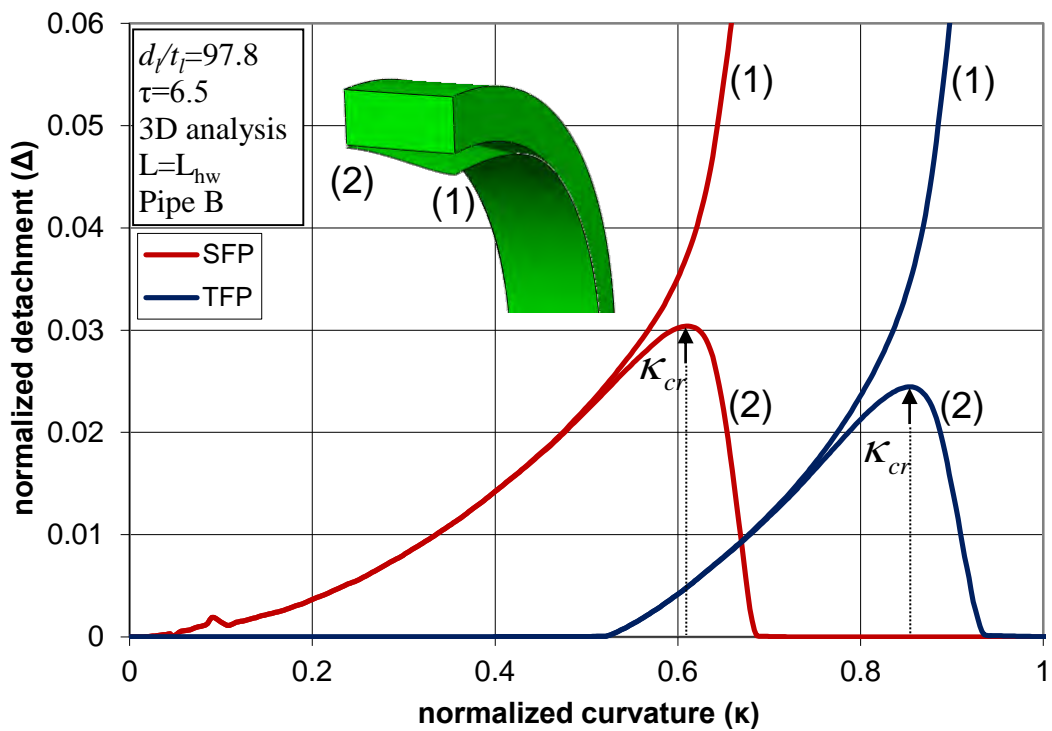 0.06
0.05
0.04
0.03
0.02
0.01
0
normalized detachment (Δ)
d_l/t_l=97.8
τ=6.5
3D analysis
L=L_hw
Pipe B
SFP
TFP
(2)
(1)
(1)
(1)
κ_cr
(2)
κ_cr
(2)
0 0.2 0.4 0.6 0.8 1
normalized curvature (κ)